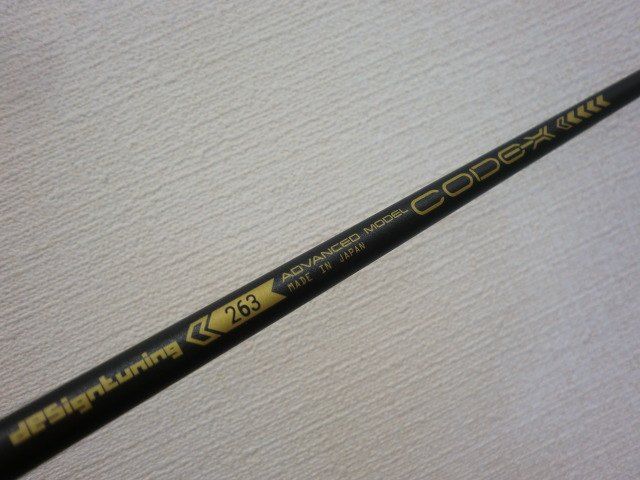 designtuning
263
ADVANCED MODEL
MADE IN JAPAN
CODE-X